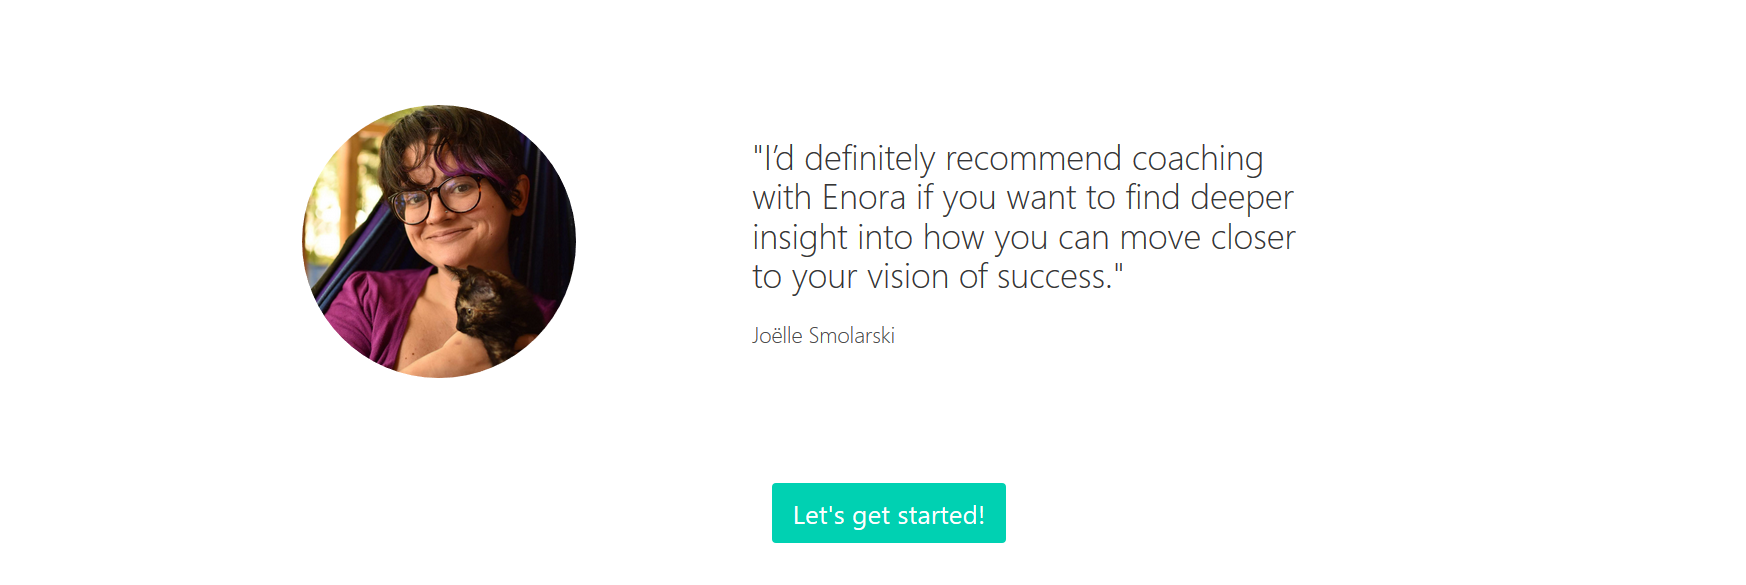 "I’d definitely recommend coaching
with Enora if you want to find deeper
insight into how you can move closer
to your vision of success."
Joëlle Smolarski
Let's get started!